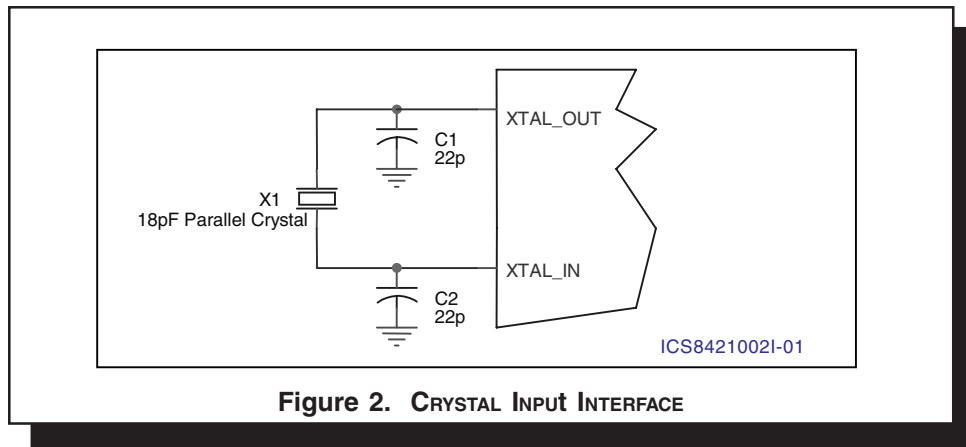 XTAL_OUT
C1
22p
X1
18pF Parallel Crystal
XTAL_IN
C2
22p
ICS8421002I-01
Figure 2. CRYSTAL INPUt INTERFACE